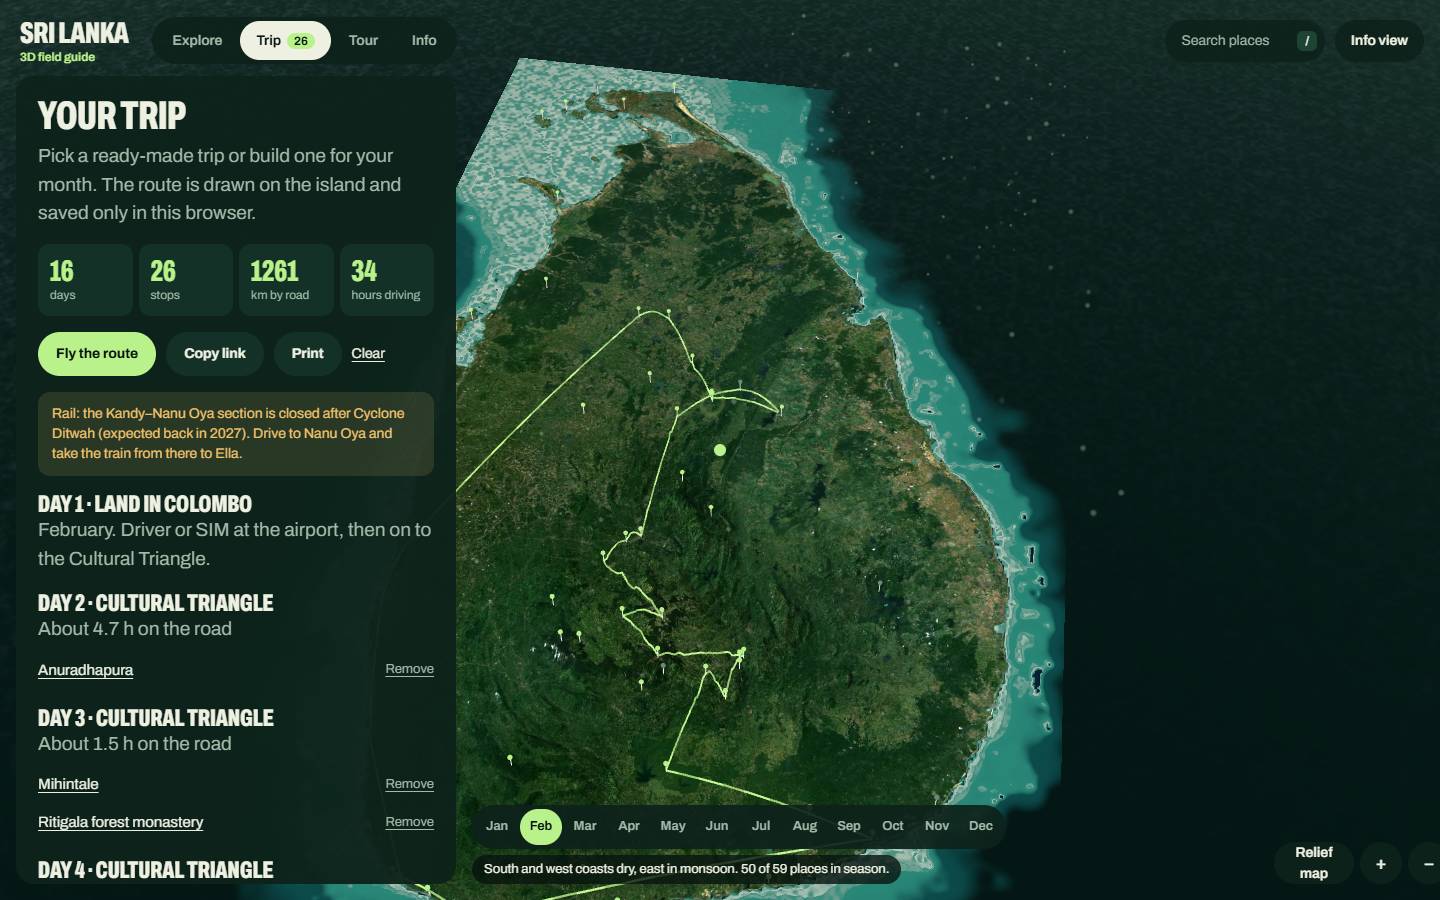 SRI LANKA
3D field guide
Explore
Trip 26
Tour
Info
Search places /
Info view
YOUR TRIP
Pick a ready-made trip or build one for your
month. The route is drawn on the island and
saved only in this browser.
16
days
26
stops
1261
km by road
34
hours driving
Fly the route
Copy link
Print
Clear
Rail: the Kandy–Nanu Oya section is closed after Cyclone
Ditwah (expected back in 2027). Drive to Nanu Oya and
take the train from there to Ella.
DAY 1 · LAND IN COLOMBO
February. Driver or SIM at the airport, then on to
the Cultural Triangle.
DAY 2 · CULTURAL TRIANGLE
About 4.7 h on the road
Anuradhapura Remove
DAY 3 · CULTURAL TRIANGLE
About 1.5 h on the road
Mihintale Remove
Ritigala forest monastery Remove
DAY 4 · CULTURAL TRIANGLE
Jan Feb Mar Apr May Jun Jul Aug Sep Oct Nov Dec
South and west coasts dry, east in monsoon. 50 of 59 places in season.
Relief
map
+
−